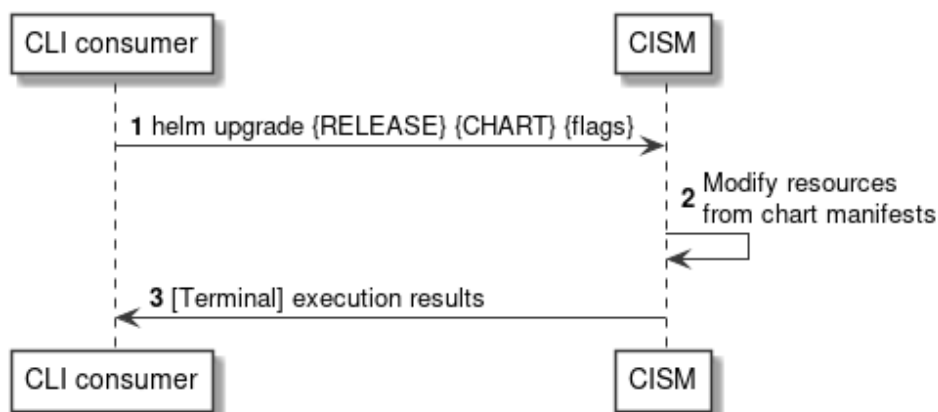 CLI consumer
CISM
1 helm upgrade {RELEASE} {CHART} {flags}
2 Modify resources
from chart manifests
3 [Terminal] execution results
CLI consumer
CISM